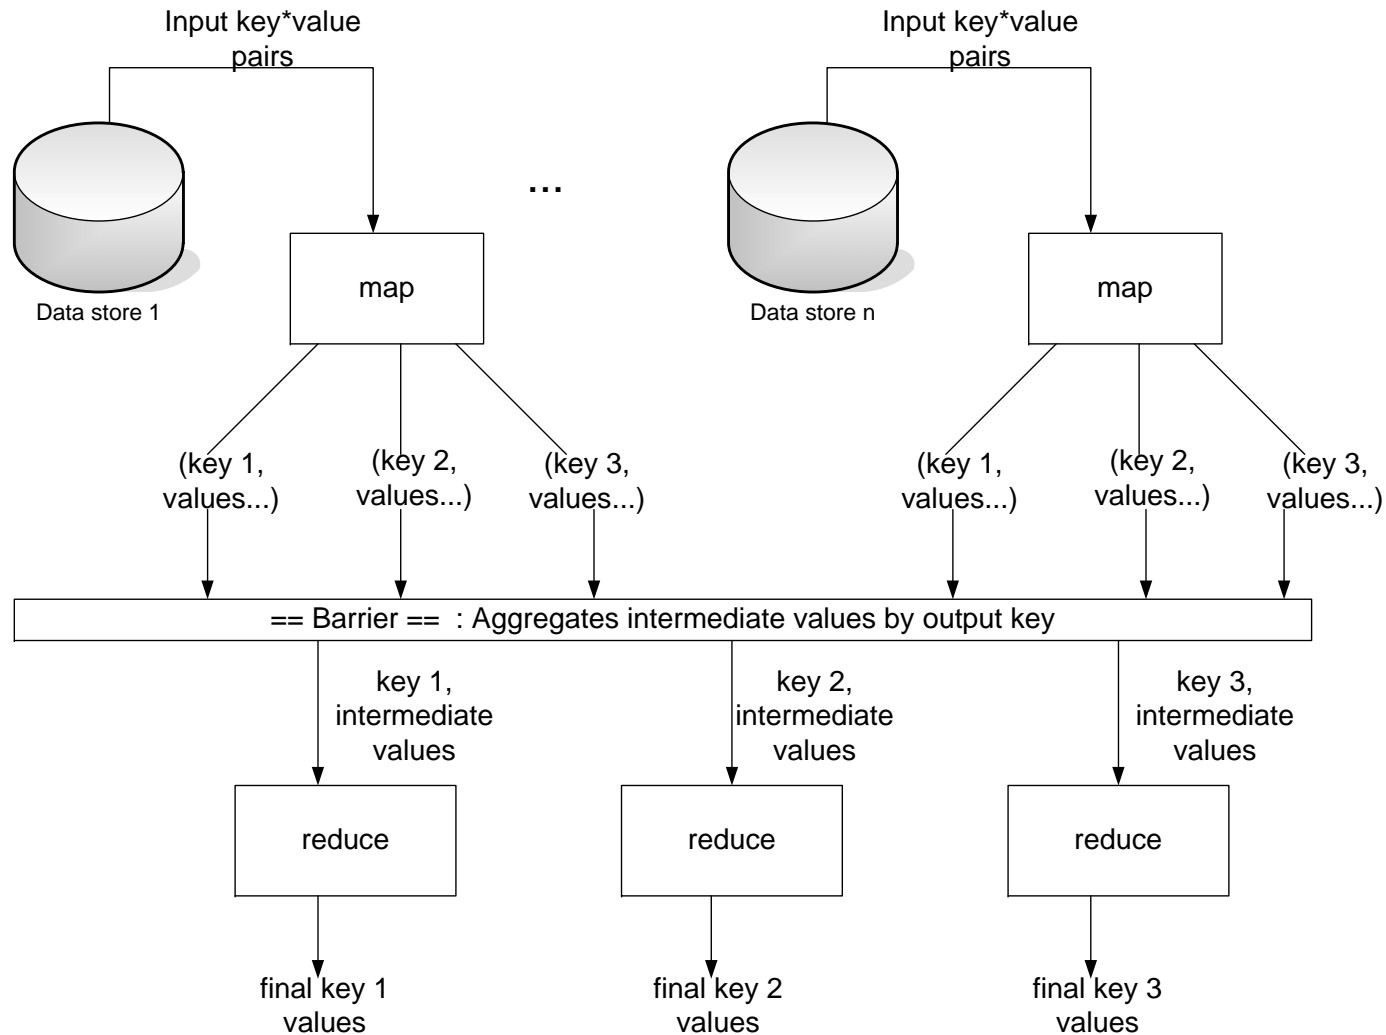 Input key*value
pairs
Input key*value
pairs
...
map
map
Data store 1
Data store n
(key 1,
values...)
(key 2,
values...)
(key 3,
values...)
(key 1,
values...)
(key 2,
values...)
(key 3,
values...)
== Barrier == : Aggregates intermediate values by output key
key 1,
intermediate
values
key 2,
intermediate
values
key 3,
intermediate
values
reduce
reduce
reduce
final key 1
values
final key 2
values
final key 3
values